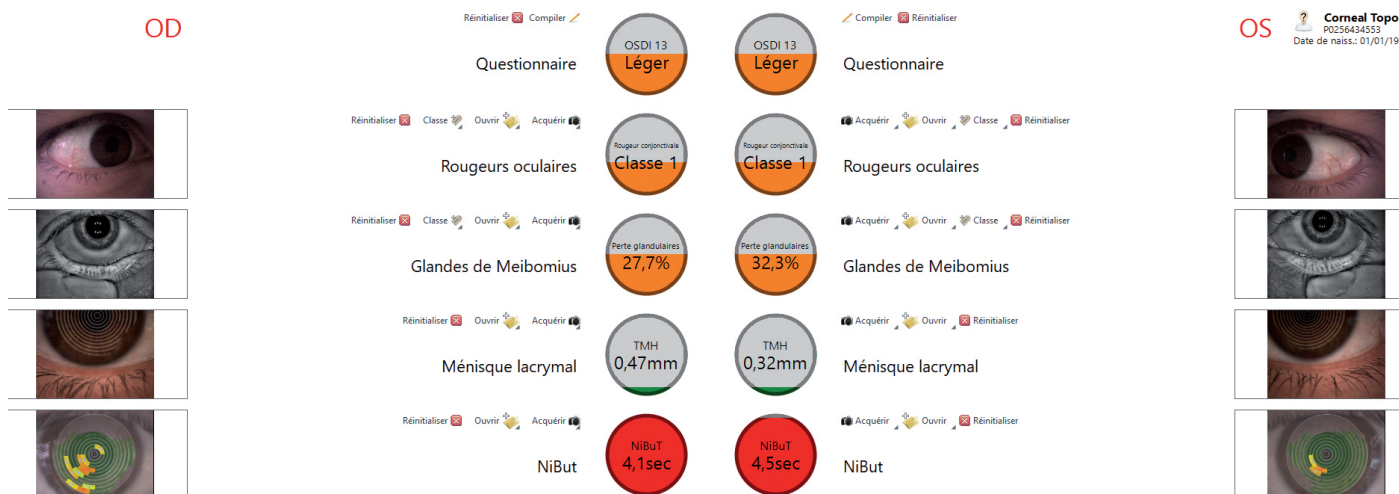 OD
Réinitialiser Compiler
OSDI 13
Léger
Questionnaire
OSDI 13
Léger
Compiler Réinitialiser
Questionnaire
OS
Corneal Topo
P0256434553
Date de naiss.: 01/01/19
Réinitialiser Classe Ouvrir Acquérir
Rougeur conjonctivale
Classe 1
Rougeurs oculaires
Rougeur conjonctivale
Classe 1
Acquérir Ouvrir Classe Réinitialiser
Rougeurs oculaires
Réinitialiser Classe Ouvrir Acquérir
Perte glandulaires
27,7%
Glandes de Meibomius
Perte glandulaires
32,3%
Acquérir Ouvrir Classe Réinitialiser
Glandes de Meibomius
Réinitialiser Ouvrir Acquérir
TMH
0,47mm
Ménisque lacrymal
TMH
0,32mm
Acquérir Ouvrir Réinitialiser
Ménisque lacrymal
Réinitialiser Ouvrir Acquérir
NiBuT
4,1sec
NiBut
NiBuT
4,5sec
Acquérir Ouvrir Réinitialiser
NiBut